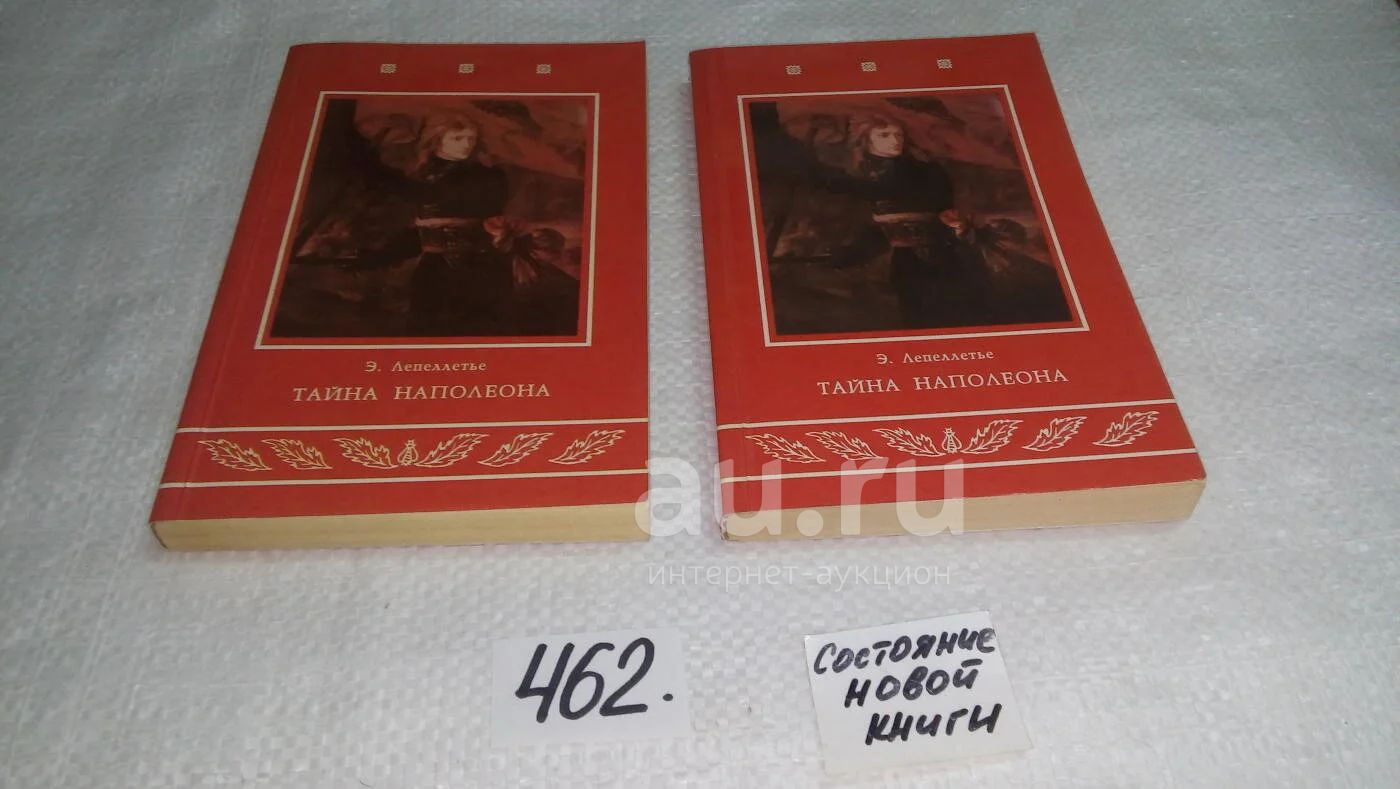 Э. Лепеллетье
ТАЙНА НАПОЛЕОНА
Э. Лепеллетье
ТАЙНА НАПОЛЕОНА
au.ru
интернет-аукцион
462.
СОСТОЯНИЕ
НОВОЙ
КНИГИ